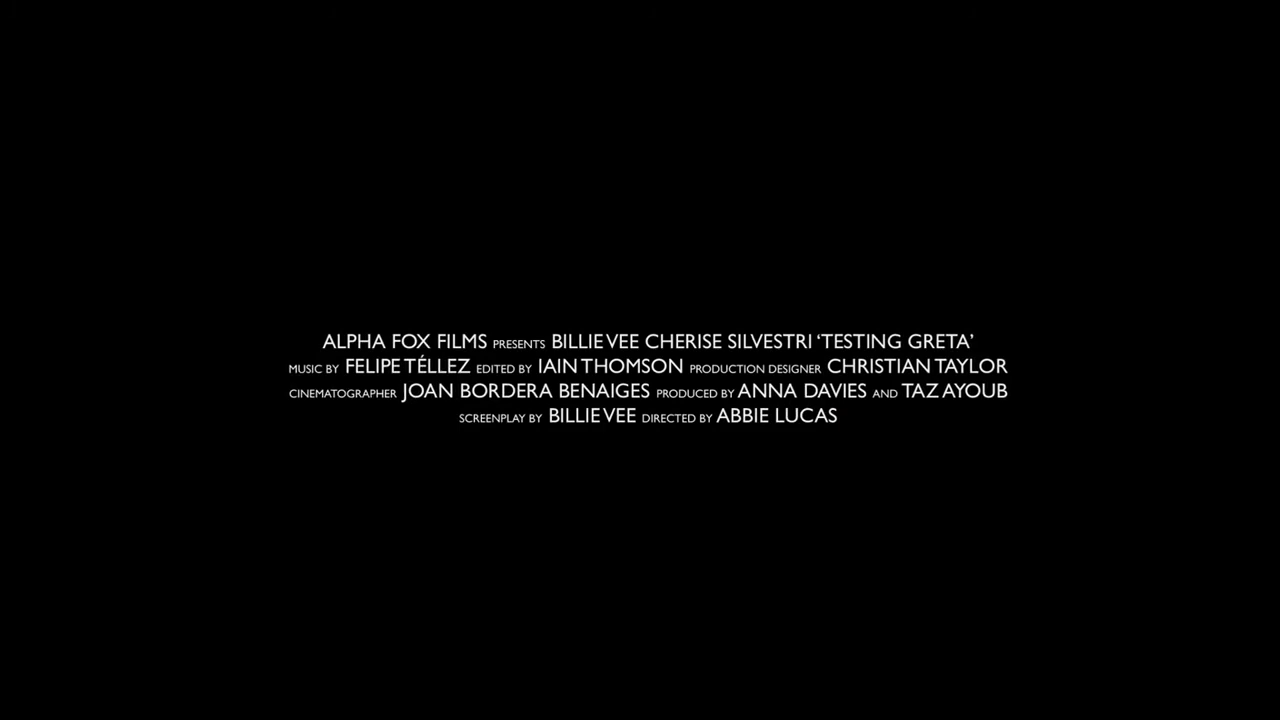 ALPHA FOX FILMS PRESENTS BILLIE VEE CHERISE SILVESTRI ‘TESTING GRETA’
MUSIC BY FELIPE TÉLLEZ EDITED BY IAIN THOMSON PRODUCTION DESIGNER CHRISTIAN TAYLOR
CINEMATOGRAPHER JOAN BORDERA BENAIGES PRODUCED BY ANNA DAVIES AND TAZ AYOUB
SCREENPLAY BY BILLIE VEE DIRECTED BY ABBIE LUCAS